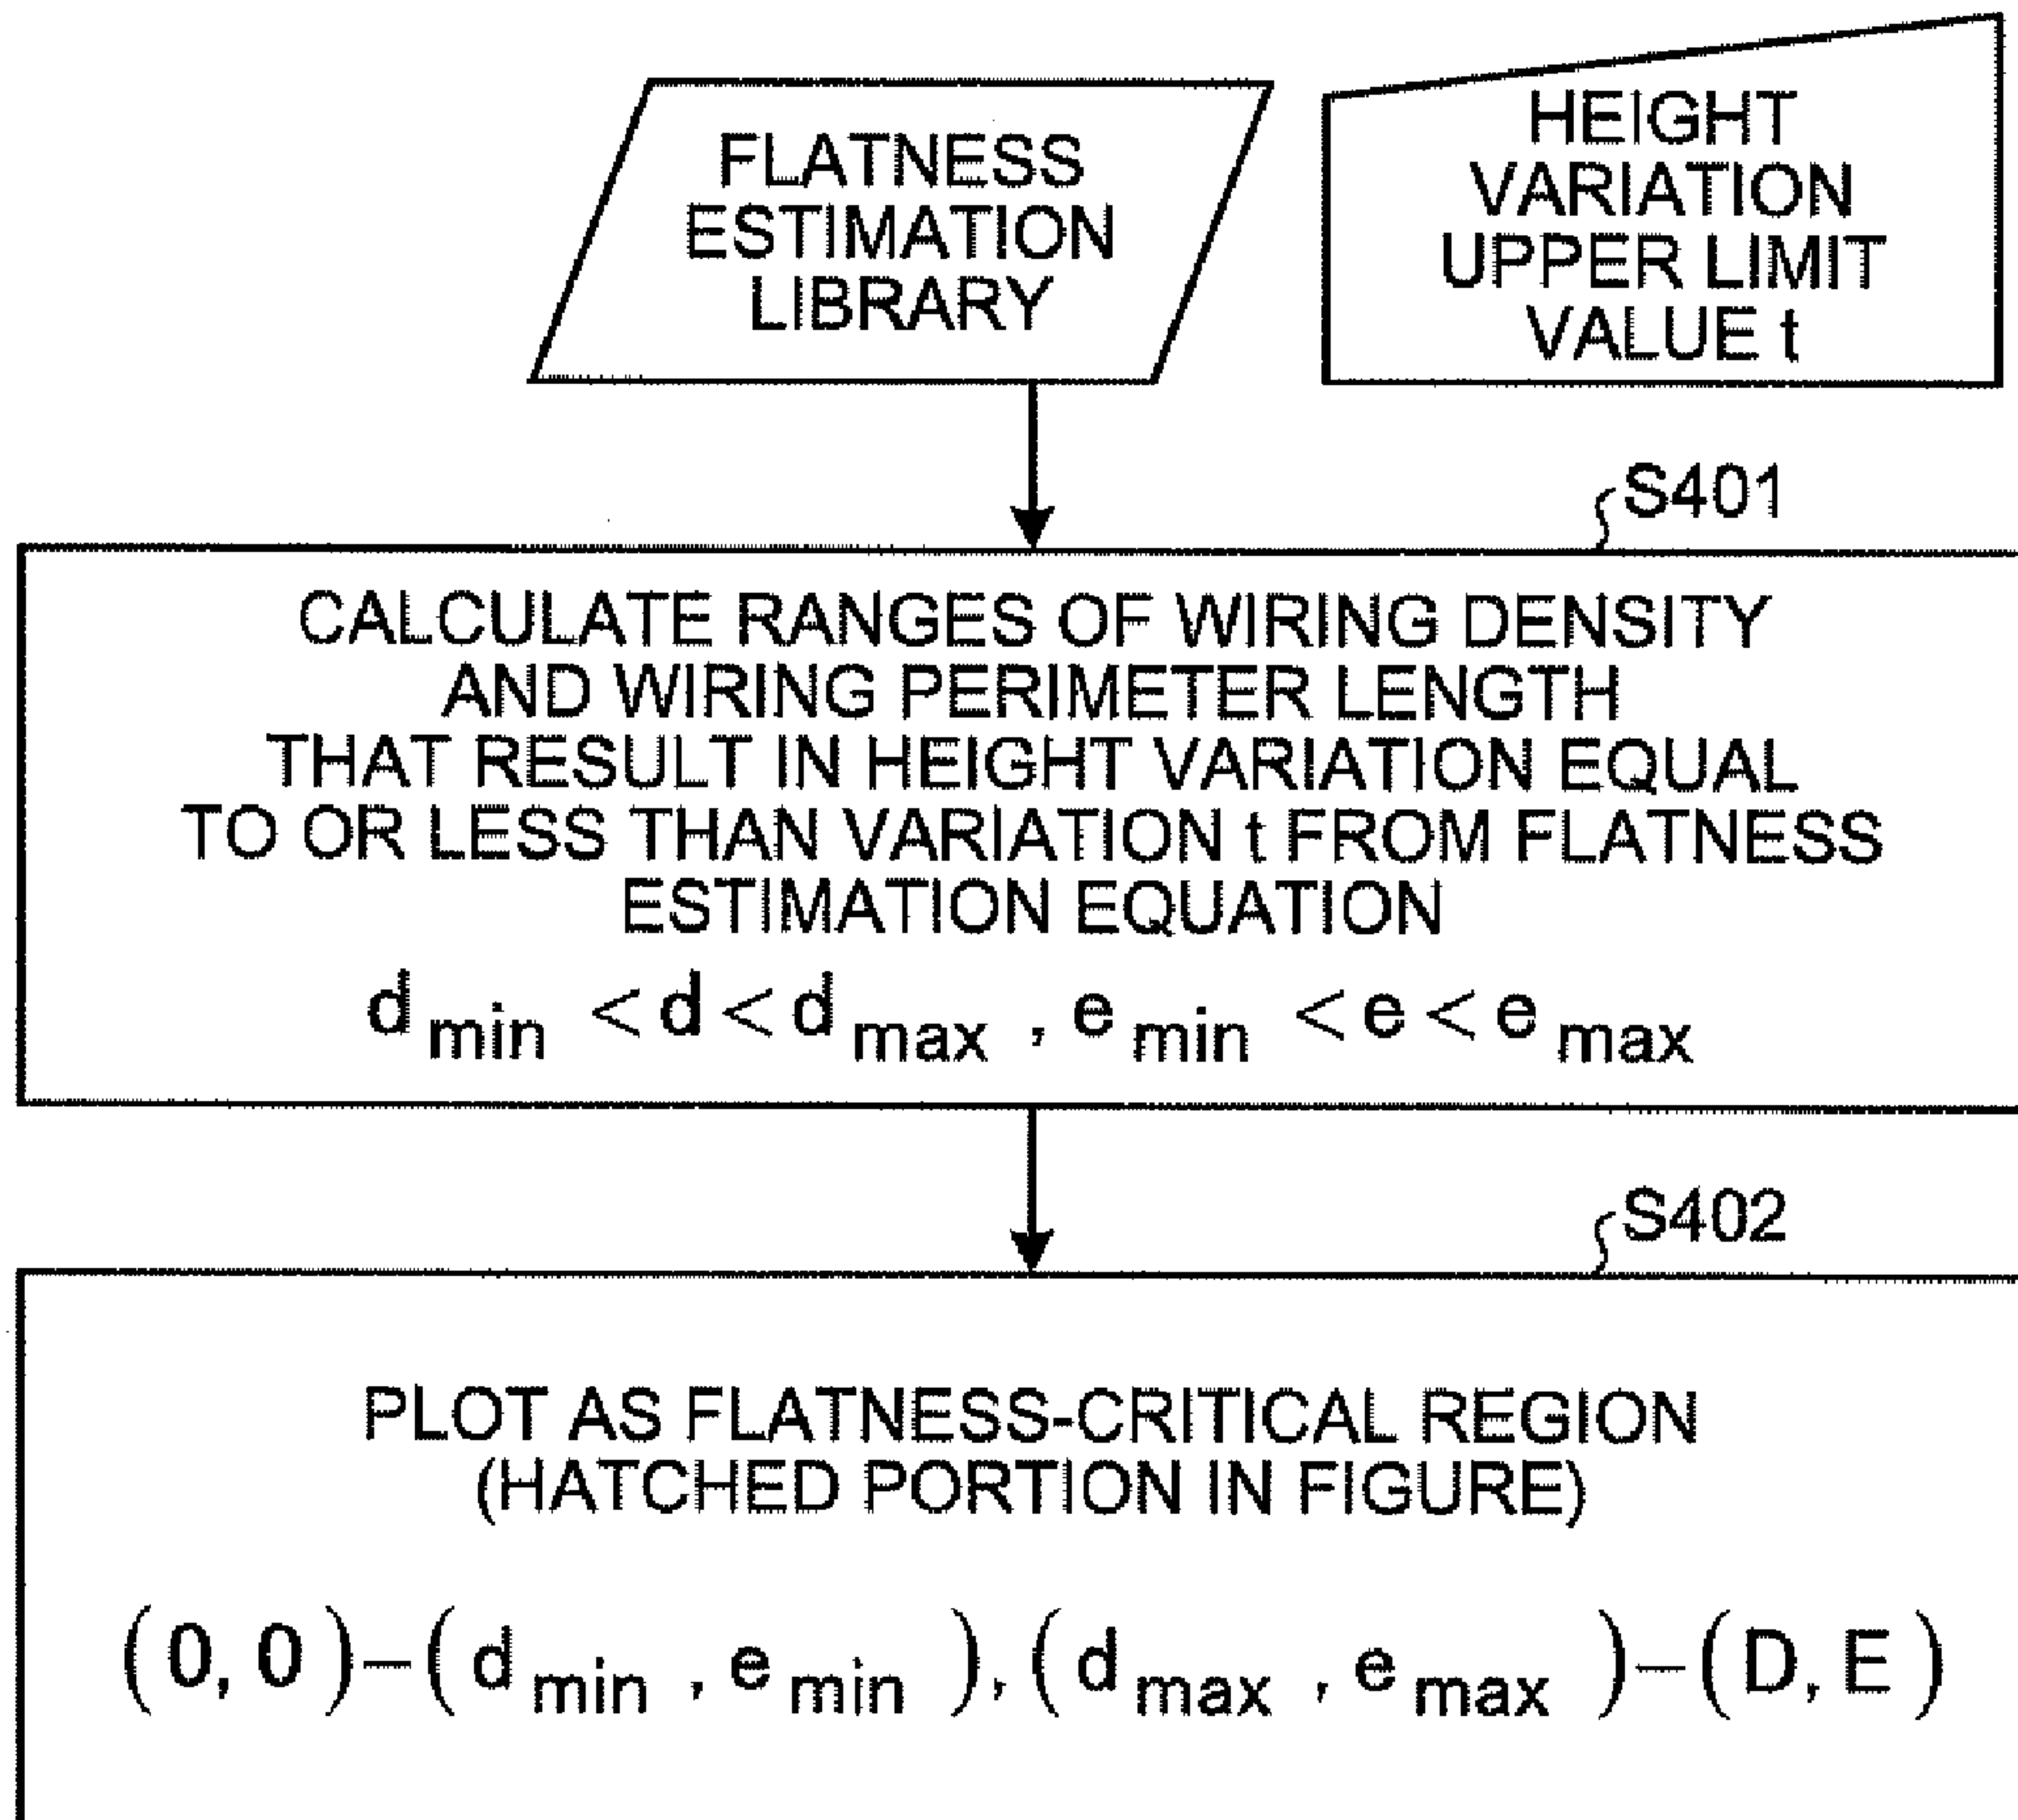 FLATNESS
ESTIMATION
LIBRARY
HEIGHT
VARIATION
UPPER LIMIT
VALUE t
S401
CALCULATE RANGES OF WIRING DENSITY
AND WIRING PERIMETER LENGTH
THAT RESULT IN HEIGHT VARIATION EQUAL
TO OR LESS THAN VARIATION t FROM FLATNESS
ESTIMATION EQUATION
d min < d < d max , e min < e < e max
S402
PLOT AS FLATNESS-CRITICAL REGION
(HATCHED PORTION IN FIGURE)
(0, 0)–(d min , e min ), (d max , e max )–(D, E)